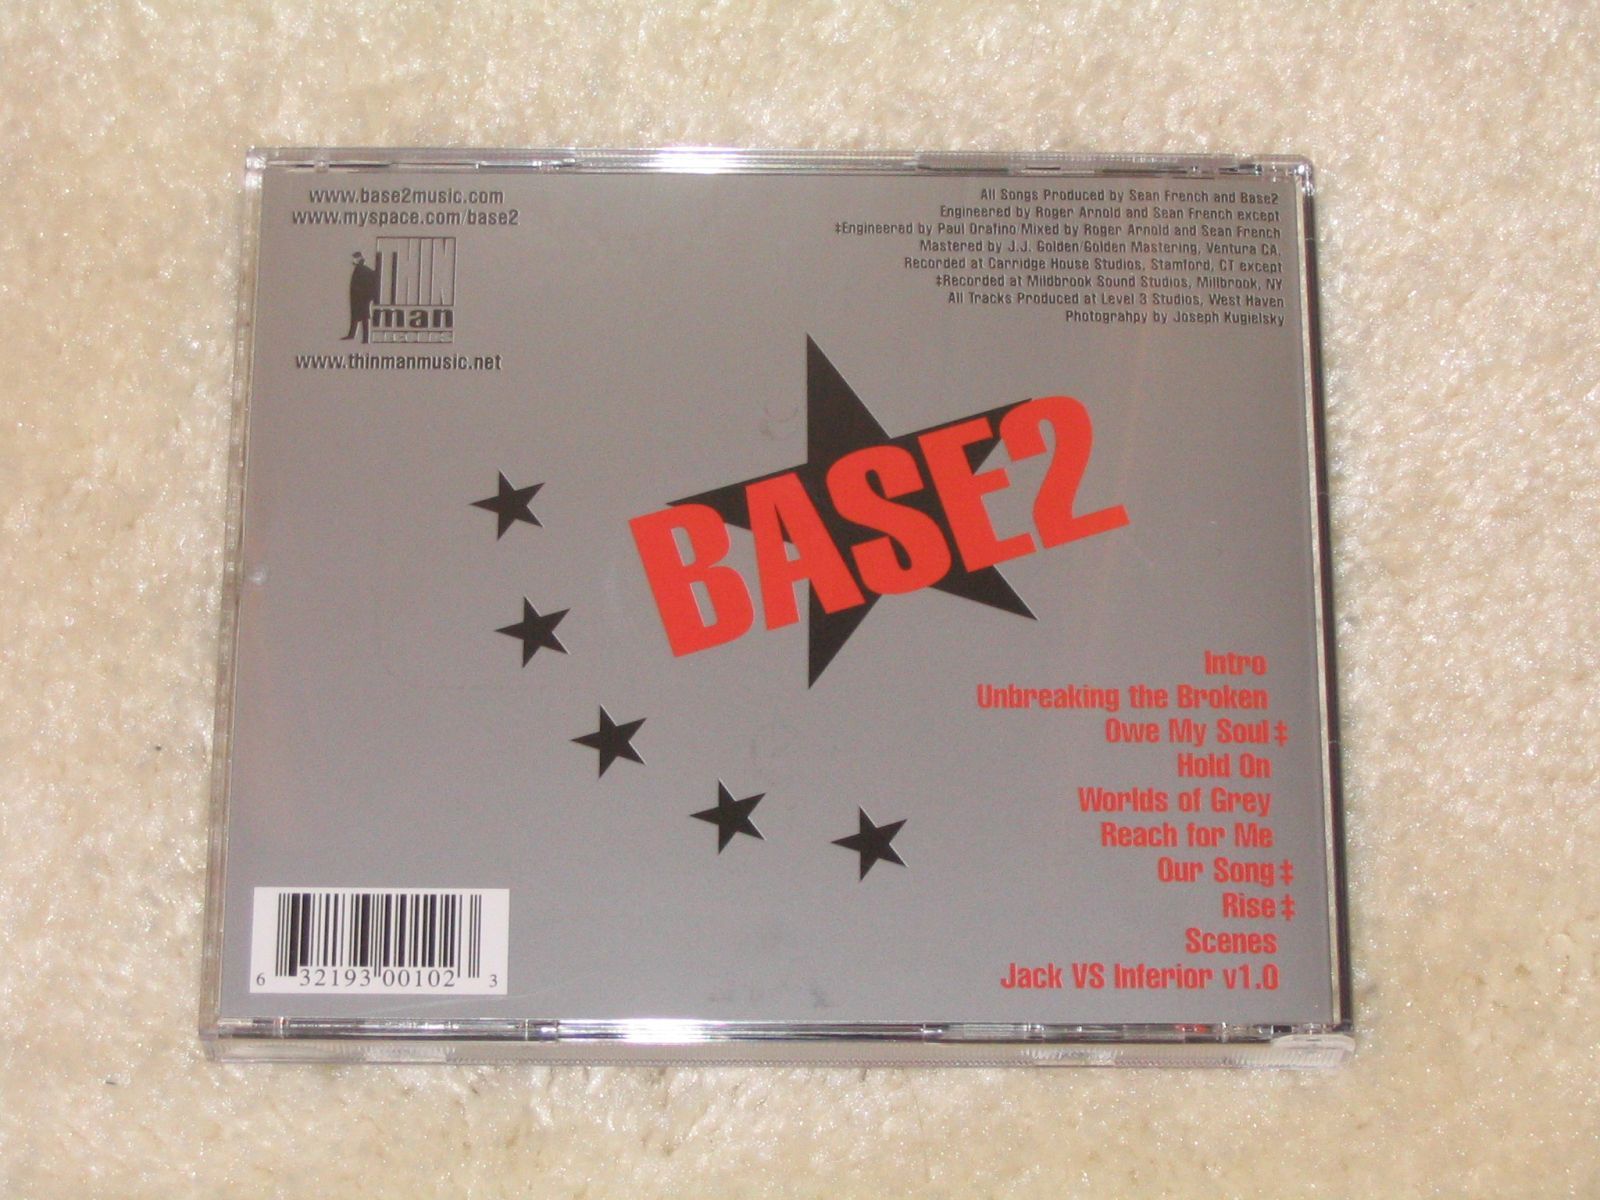 www.base2music.com
www.myspace.com/base2
THIN
man
RECORDS
www.thinmanmusic.net
All Songs Produced by Sean French and Base2
Engineered by Roger Arnold and Sean French except
‡Engineered by Paul Orafino/Mixed by Roger Arnold and Sean French
Mastered by J.J. Golden/Golden Mastering, Ventura CA.
Recorded at Carridge House Studios, Stamford, CT except
‡Recorded at Mildbrook Sound Studios, Millbrook, NY
All Tracks Produced at Level 3 Studios, West Haven
Photograhpy by Joseph Kugielsky
BASE2
Intro
Unbreaking the Broken
Owe My Soul‡
Hold On
Worlds of Grey
Reach for Me
Our Song‡
Rise‡
Scenes
Jack VS Inferior v1.0
6 32193 00102 3